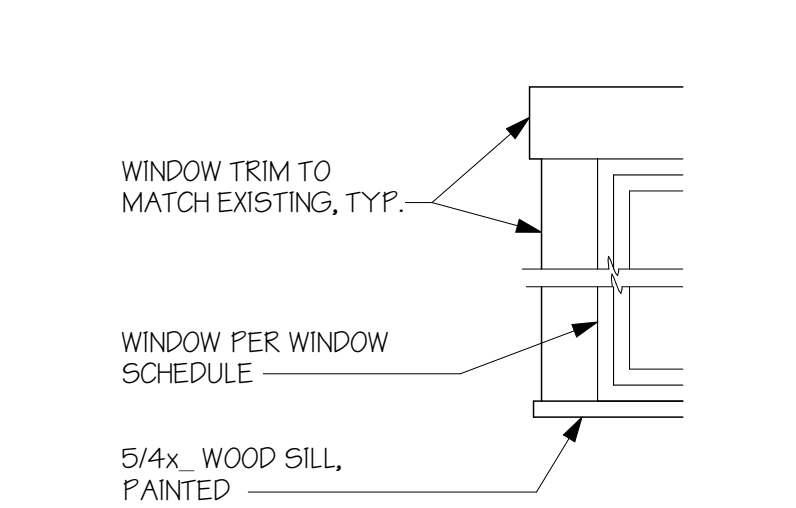 WINDOW TRIM TO
MATCH EXISTING, TYP.
WINDOW PER WINDOW
SCHEDULE
5/4x_ WOOD SILL,
PAINTED